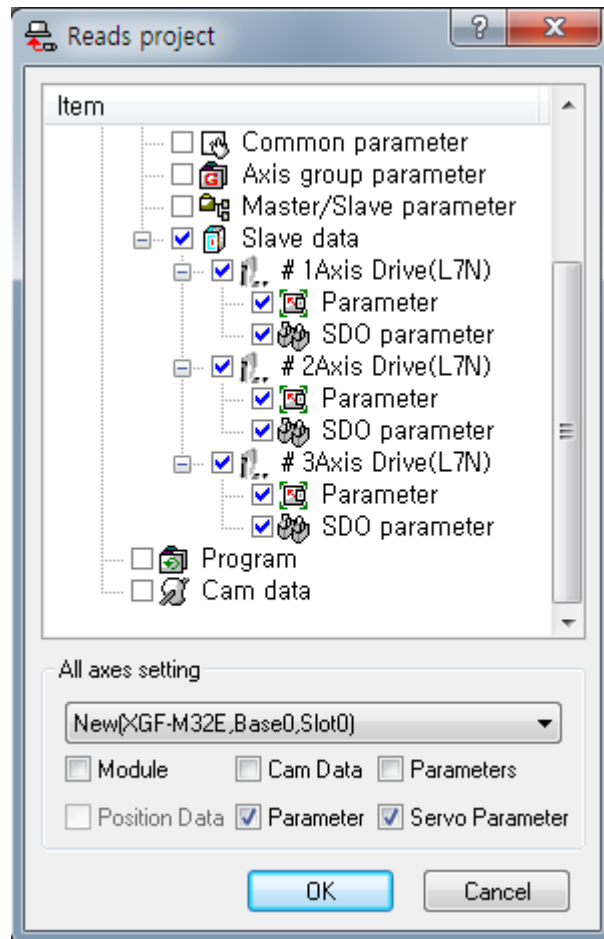 Reads project
Item
Common parameter
Axis group parameter
Master/Slave parameter
Slave data
# 1Axis Drive(L7N)
Parameter
SDO parameter
# 2Axis Drive(L7N)
Parameter
SDO parameter
# 3Axis Drive(L7N)
Parameter
SDO parameter
Program
Cam data
All axes setting
New(XGF-M32E,Base0,Slot0)
Module Cam Data Parameters
Position Data Parameter Servo Parameter
OK Cancel